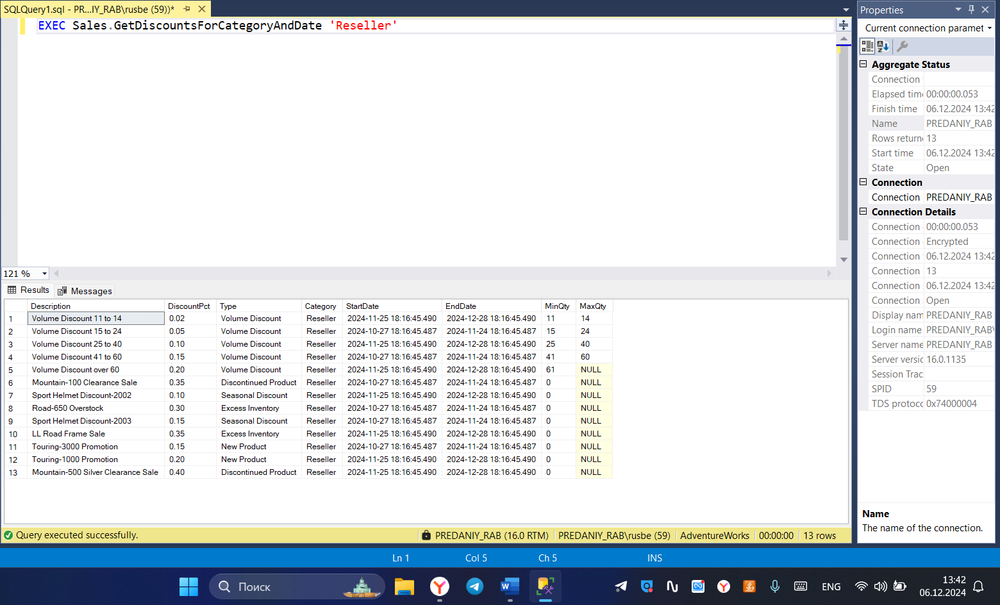 SQLQuery1.sql - PR...IY_RAB\rusbe (59))*
EXEC Sales.GetDiscountsForCategoryAndDate 'Reseller'
121 %
Results Messages
Description DiscountPct Type Category StartDate EndDate MinQty MaxQty
1 Volume Discount 11 to 14 0.02 Volume Discount Reseller 2024-11-25 18:16:45.490 2024-12-28 18:16:45.490 11 14
2 Volume Discount 15 to 24 0.05 Volume Discount Reseller 2024-10-27 18:16:45.487 2024-11-24 18:16:45.487 15 24
3 Volume Discount 25 to 40 0.10 Volume Discount Reseller 2024-11-25 18:16:45.490 2024-12-28 18:16:45.490 25 40
4 Volume Discount 41 to 60 0.15 Volume Discount Reseller 2024-10-27 18:16:45.487 2024-11-24 18:16:45.487 41 60
5 Volume Discount over 60 0.20 Volume Discount Reseller 2024-11-25 18:16:45.490 2024-12-28 18:16:45.490 61 NULL
6 Mountain-100 Clearance Sale 0.35 Discontinued Product Reseller 2024-10-27 18:16:45.487 2024-11-24 18:16:45.487 0 NULL
7 Sport Helmet Discount-2002 0.10 Seasonal Discount Reseller 2024-11-25 18:16:45.490 2024-12-28 18:16:45.490 0 NULL
8 Road-650 Overstock 0.30 Excess Inventory Reseller 2024-10-27 18:16:45.487 2024-11-24 18:16:45.487 0 NULL
9 Sport Helmet Discount-2003 0.15 Seasonal Discount Reseller 2024-10-27 18:16:45.487 2024-11-24 18:16:45.487 0 NULL
10 LL Road Frame Sale 0.35 Excess Inventory Reseller 2024-11-25 18:16:45.490 2024-12-28 18:16:45.490 0 NULL
11 Touring-3000 Promotion 0.15 New Product Reseller 2024-10-27 18:16:45.487 2024-11-24 18:16:45.487 0 NULL
12 Touring-1000 Promotion 0.20 New Product Reseller 2024-11-25 18:16:45.490 2024-12-28 18:16:45.490 0 NULL
13 Mountain-500 Silver Clearance Sale 0.40 Discontinued Product Reseller 2024-11-25 18:16:45.490 2024-12-28 18:16:45.490 0 NULL
Query executed successfully. PREDANIY_RAB (16.0 RTM) PREDANIY_RAB\rusbe (59) AdventureWorks 00:00:00 13 rows
Properties
Current connection paramet
Aggregate Status
Connection
Elapsed time 00:00:00.053
Finish time 06.12.2024 13:42
Name PREDANIY_RAB
Rows returne 13
Start time 06.12.2024 13:42
State Open
Connection
Connection PREDANIY_RAB
Connection Details
Connection 00:00:00.053
Connection Encrypted
Connection 06.12.2024 13:42
Connection 13
Connection 06.12.2024 13:42
Connection Open
Display nam PREDANIY_RAB
Login name PREDANIY_RAB\
Server name PREDANIY_RAB
Server versic 16.0.1135
Session Trac
SPID 59
TDS protocc 0x74000004
Name
The name of the connection.
Ln 1 Col 5 Ch 5 INS
Поиск
ENG
13:42
06.12.2024